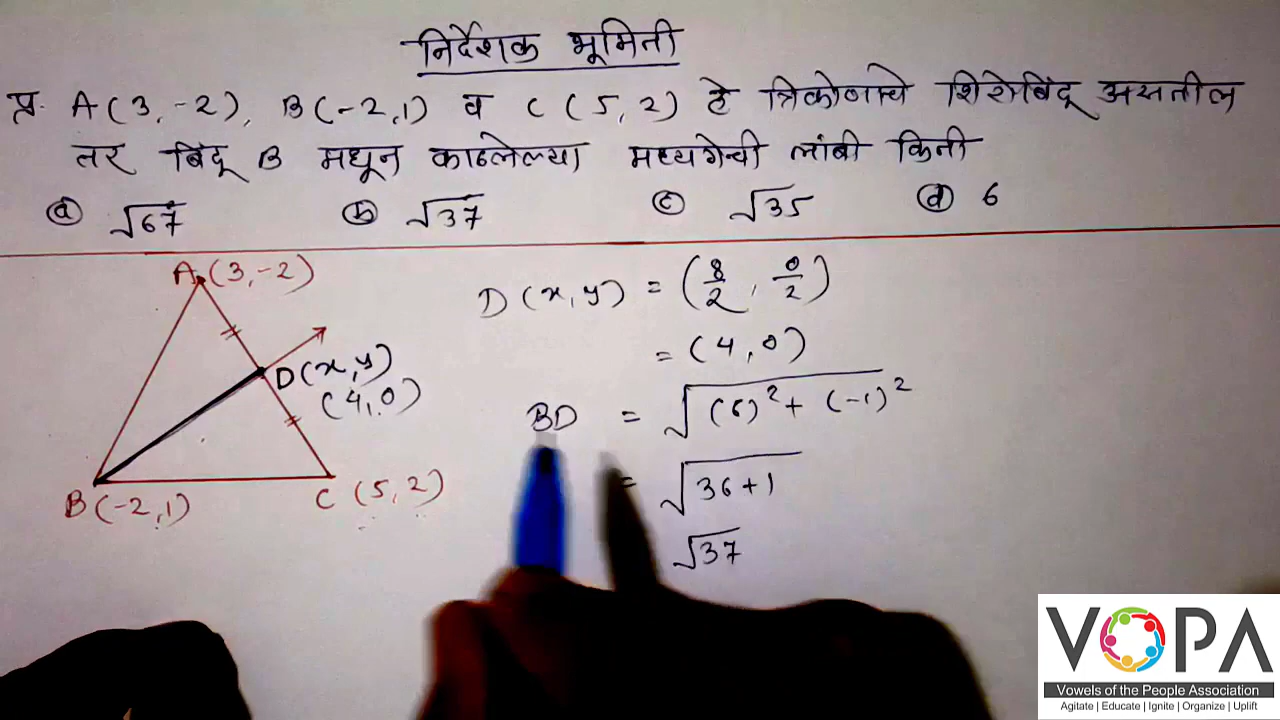 निर्देशक भूमिती
प्र. A(3,-2), B(-2,1) व C(5,2) हे त्रिकोणाचे शिरोबिंदू असतील
तर बिंदू B मधून काढलेल्या मध्यगेची लांबी किती
ⓐ √67 ⓑ √37 ⓒ √35 ⓓ 6
A(3,-2)
D(x,y)
(4,0)
B(-2,1)
C(5,2)
D(x,y) = (8/2, 0/2)
= (4,0)
BD = √(6)²+(-1)²
= √36+1
√37
VOPA
Vowels of the People Association
Agitate | Educate | Ignite | Organize | Uplift